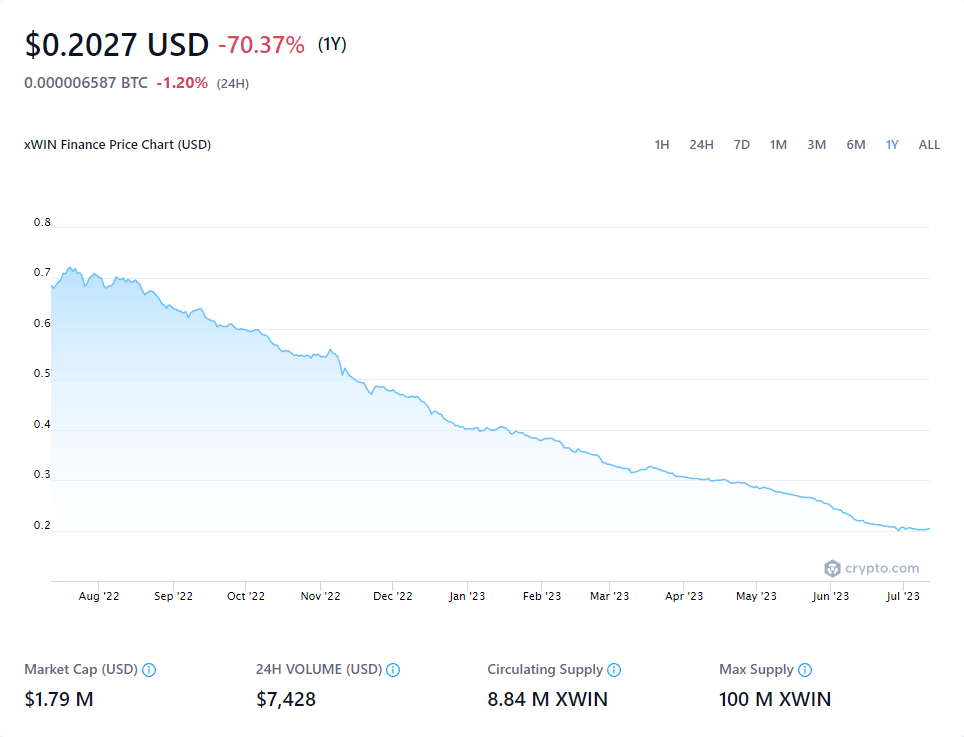 $0.2027 USD -70.37% (1Y)
0.000006587 BTC -1.20% (24H)
xWIN Finance Price Chart (USD) 1H 24H 7D 1M 3M 6M 1Y ALL
0.8
0.7
0.6
0.5
0.4
0.3
0.2
crypto.com
Aug '22 Sep '22 Oct '22 Nov '22 Dec '22 Jan '23 Feb '23 Mar '23 Apr '23 May '23 Jun '23 Jul '23
Market Cap (USD) 24H VOLUME (USD) Circulating Supply Max Supply
$1.79 M $7,428 8.84 M XWIN 100 M XWIN